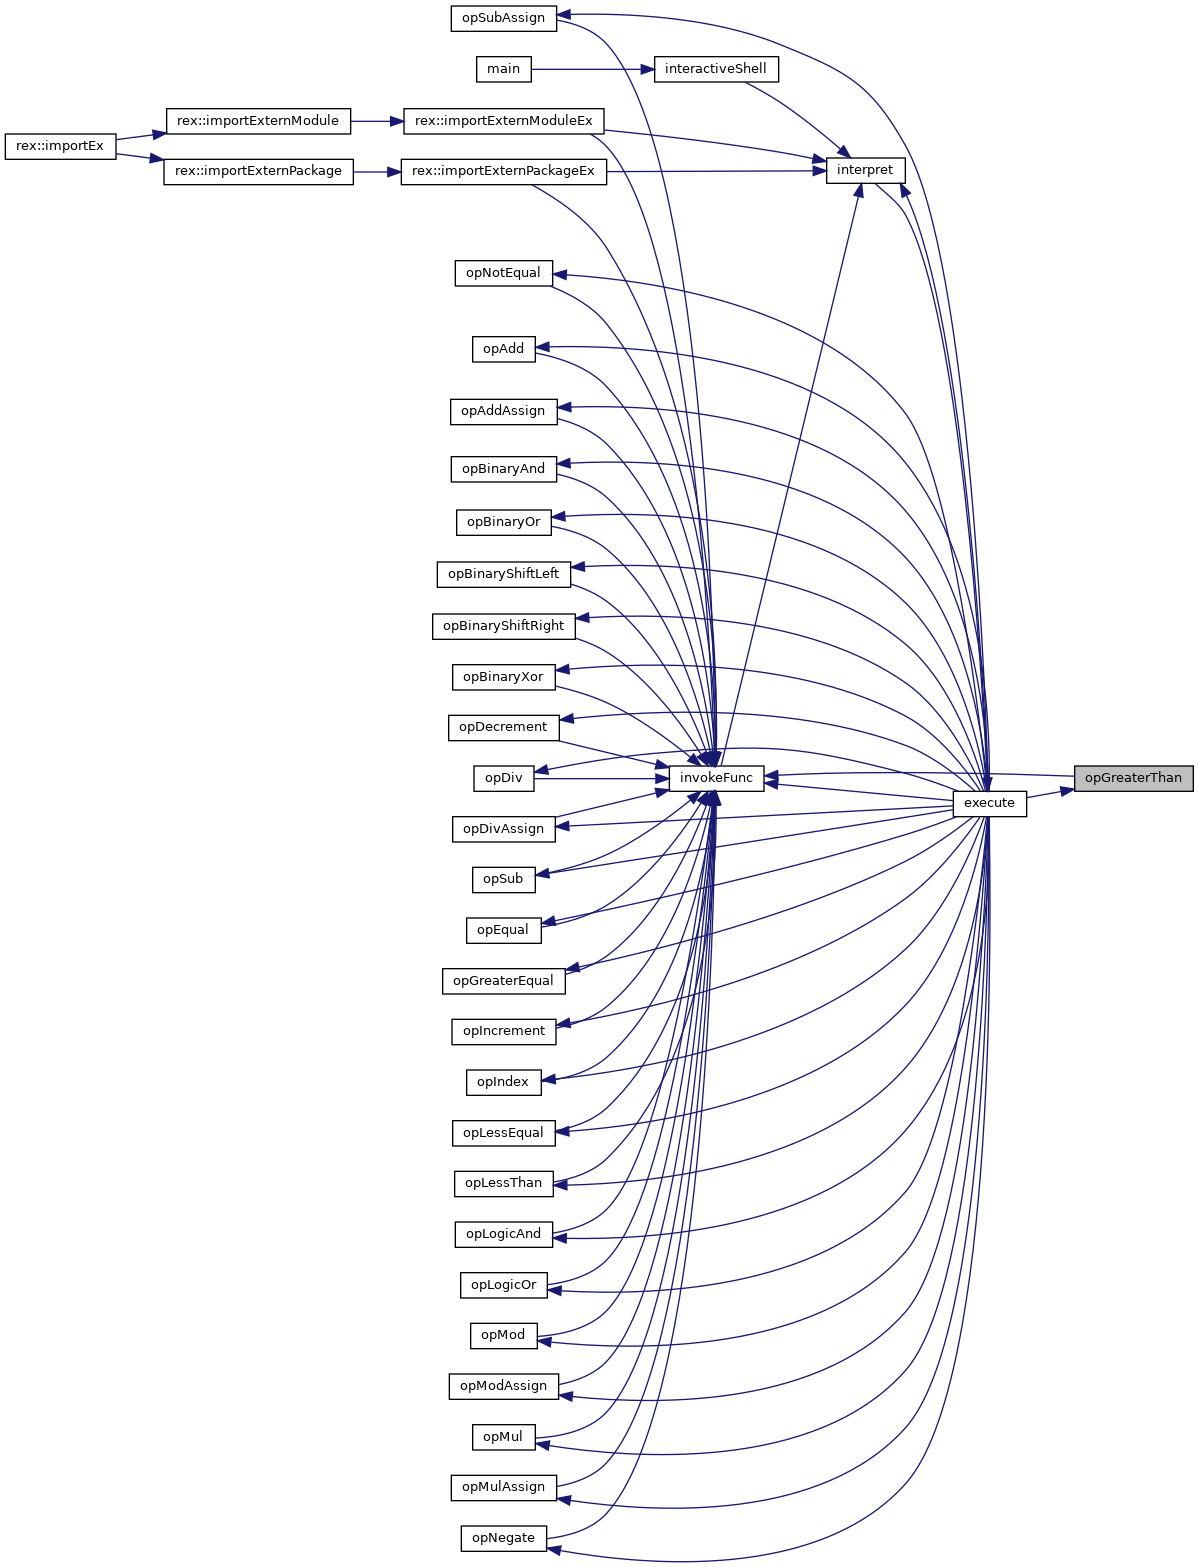 opSubAssign
main
interactiveShell
rex::importExternModule
rex::importExternModuleEx
rex::importEx
rex::importExternPackage
rex::importExternPackageEx
interpret
opNotEqual
opAdd
opAddAssign
opBinaryAnd
opBinaryOr
opBinaryShiftLeft
opBinaryShiftRight
opBinaryXor
opDecrement
opDiv
invokeFunc
opGreaterThan
execute
opDivAssign
opSub
opEqual
opGreaterEqual
opIncrement
opIndex
opLessEqual
opLessThan
opLogicAnd
opLogicOr
opMod
opModAssign
opMul
opMulAssign
opNegate